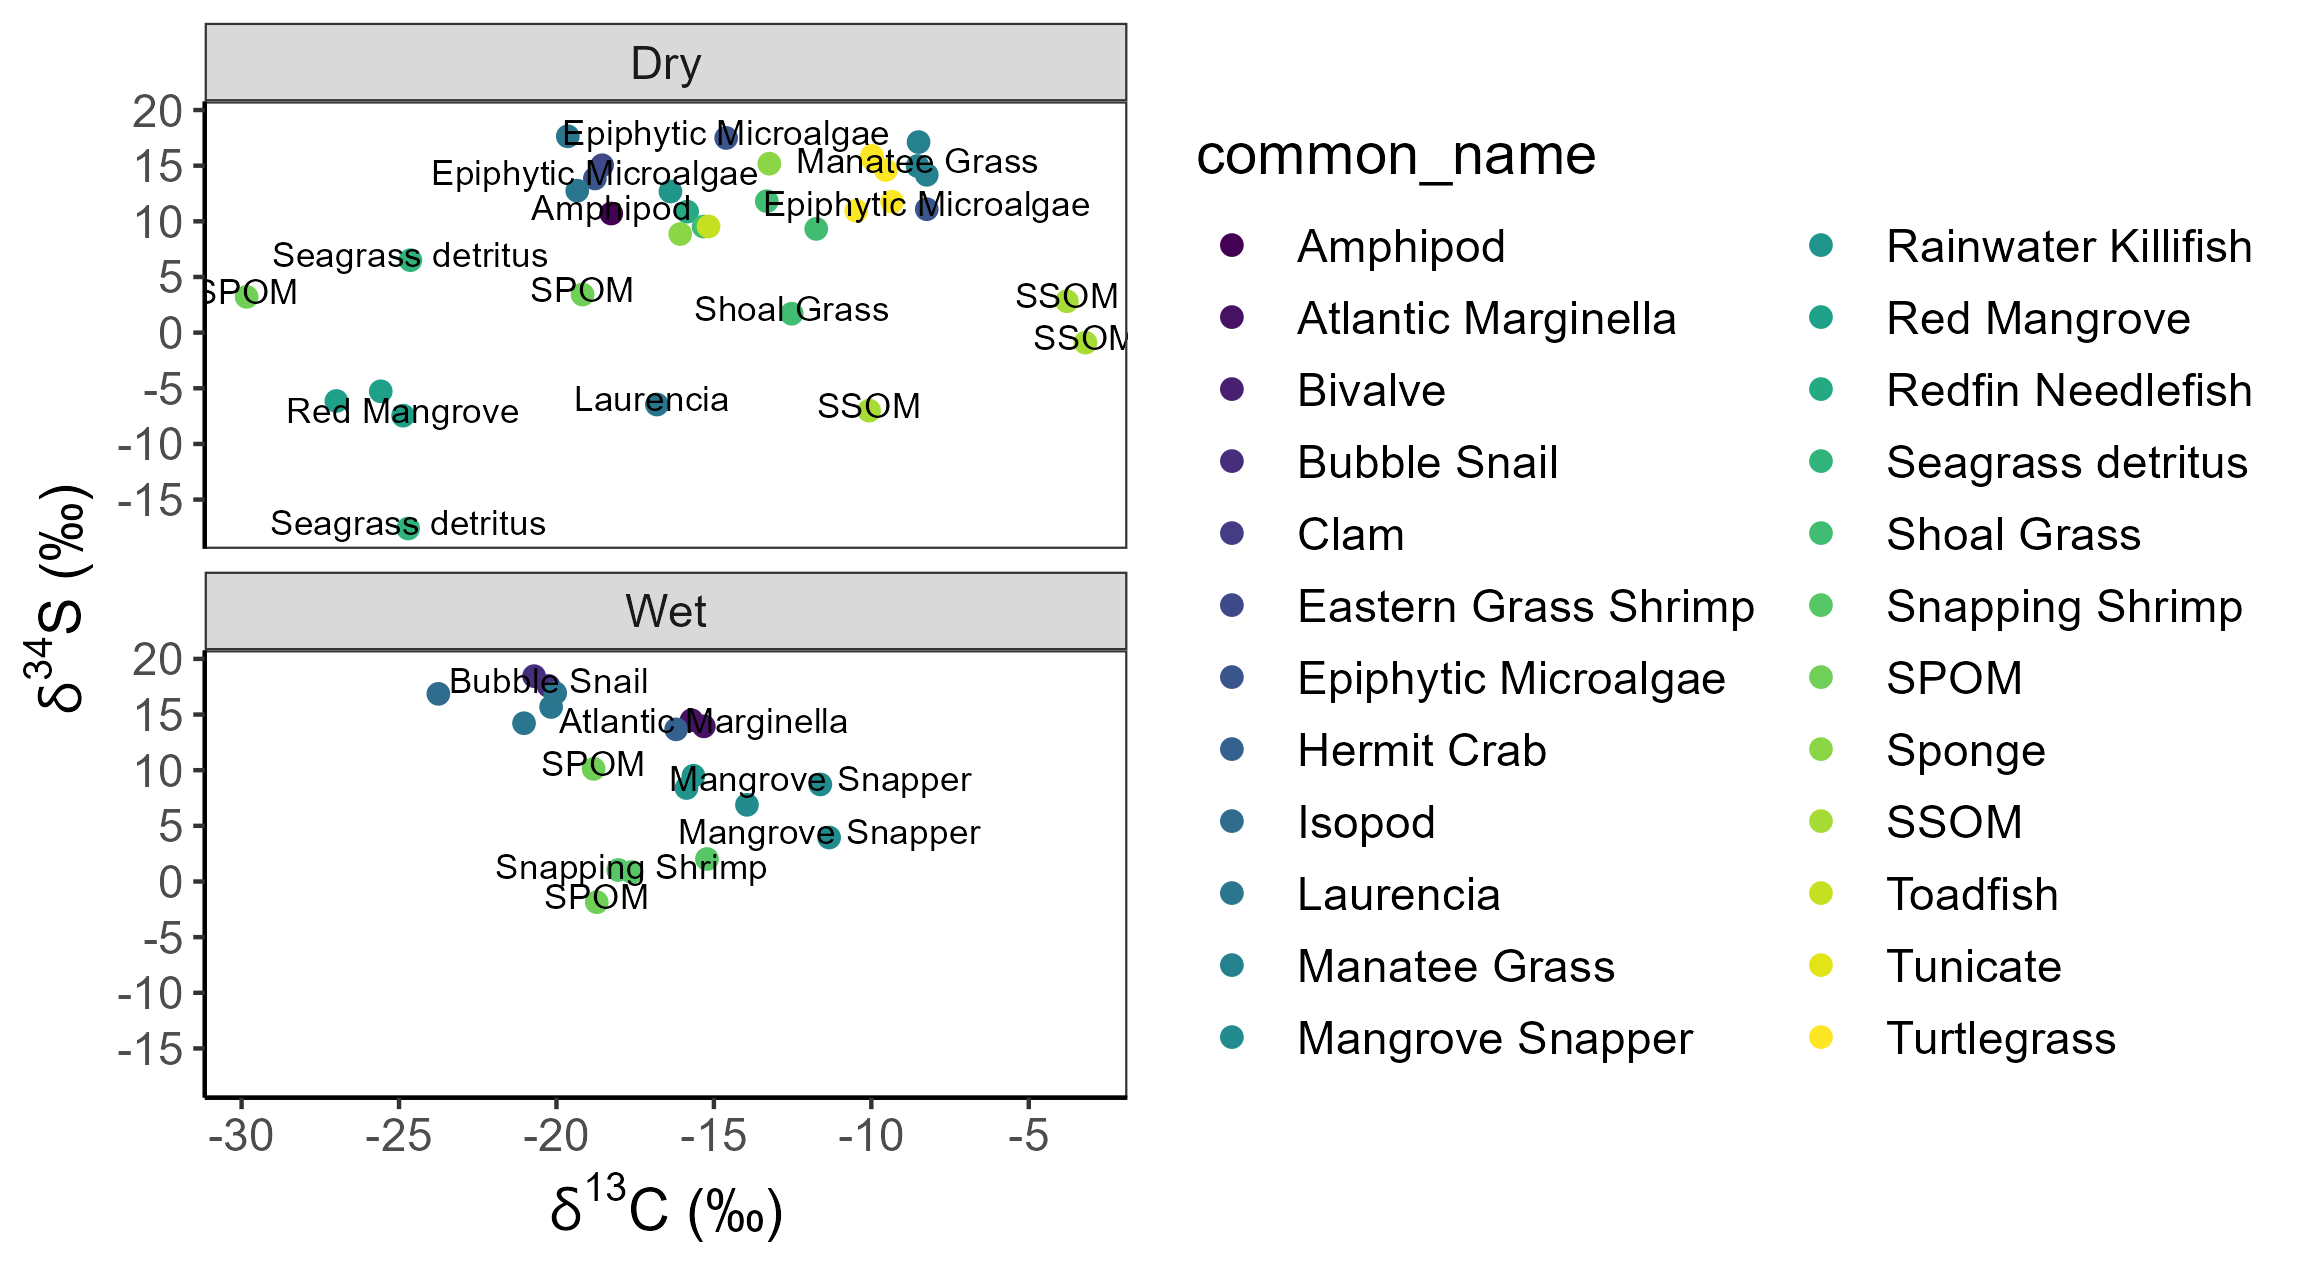 Dry
20
15
10
5
0
-5
-10
-15
Epiphytic Microalgae
Manatee Grass
Epiphytic Microalgae
Epiphytic Microalgae
Amphipod
Seagrass detritus
SPOM
SPOM
SSOM
Shoal Grass
SSOM
Laurencia
SSOM
Red Mangrove
Seagrass detritus
δ34S (‰)
Wet
20
15
10
5
0
-5
-10
-15
Bubble Snail
Atlantic Marginella
SPOM
Mangrove Snapper
Mangrove Snapper
Snapping Shrimp
SPOM
-30 -25 -20 -15 -10 -5
δ13C (‰)
common_name
Amphipod
Atlantic Marginella
Bivalve
Bubble Snail
Clam
Eastern Grass Shrimp
Epiphytic Microalgae
Hermit Crab
Isopod
Laurencia
Manatee Grass
Mangrove Snapper
Rainwater Killifish
Red Mangrove
Redfin Needlefish
Seagrass detritus
Shoal Grass
Snapping Shrimp
SPOM
Sponge
SSOM
Toadfish
Tunicate
Turtlegrass